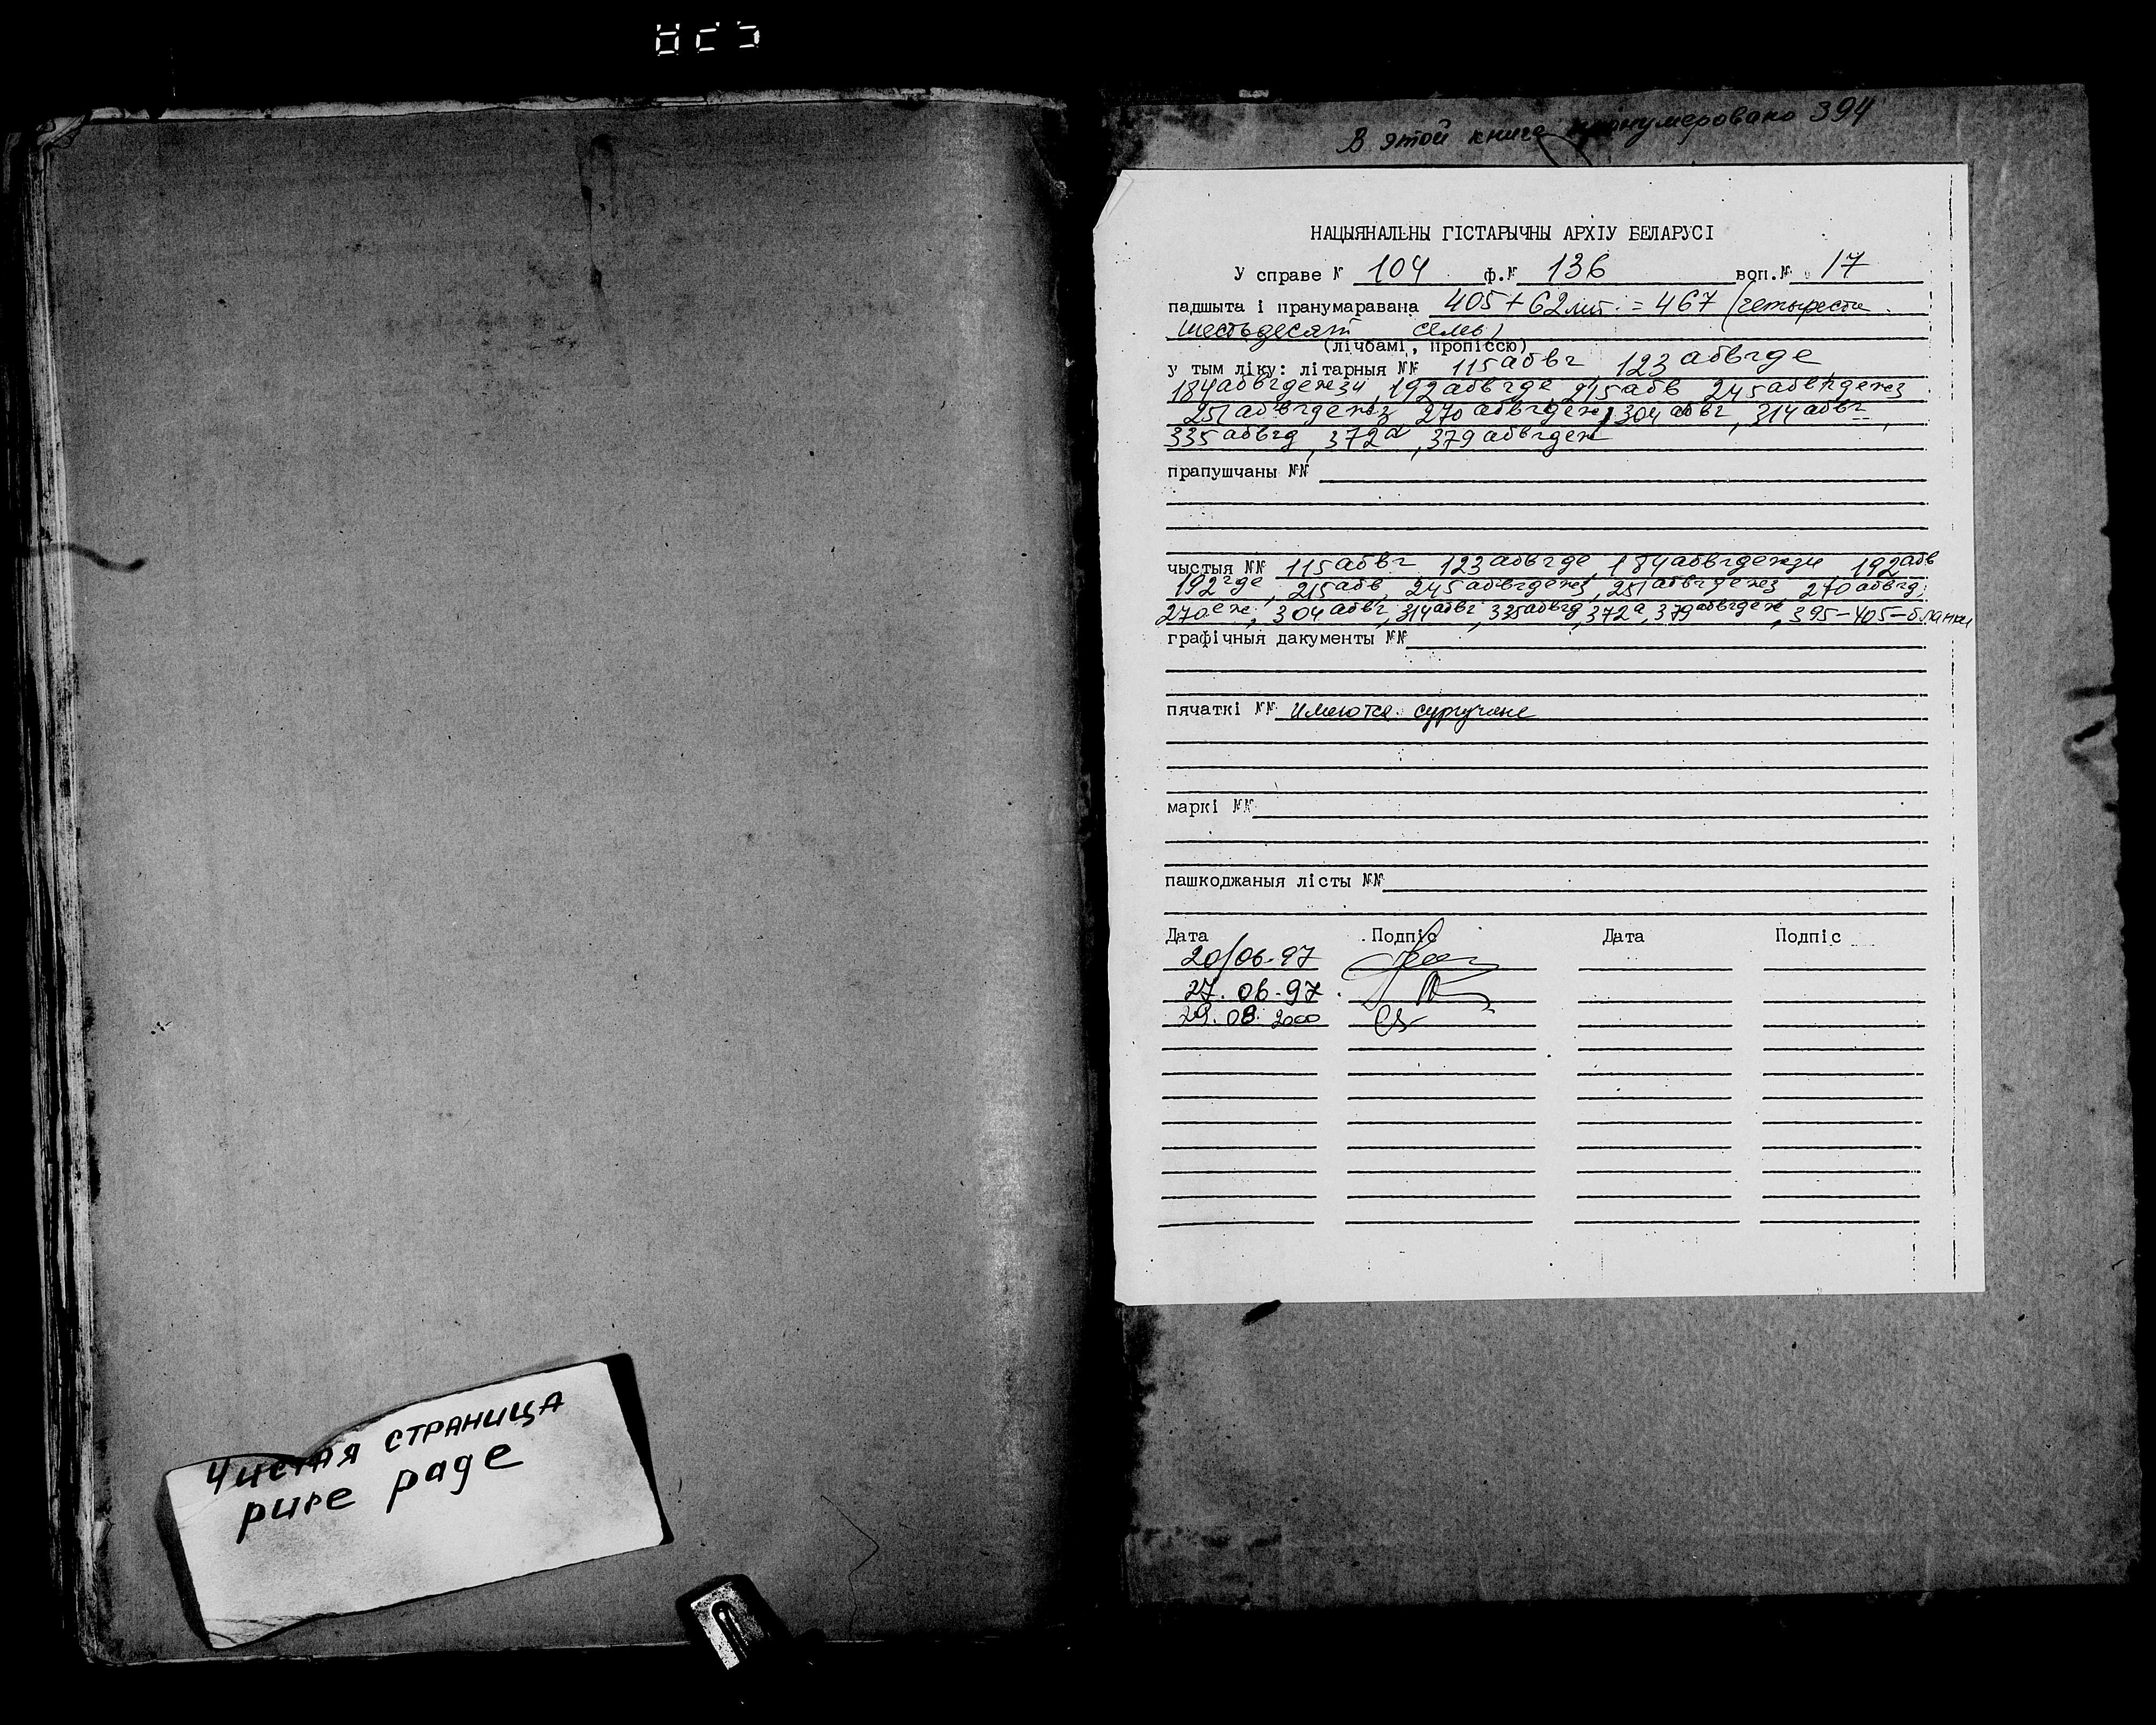 Чистая страница
pure page
В этой книге пронумеровано 394
НАЦЫЯНАЛЬНЫ ГІСТАРЫЧНЫ АРХІУ БЕЛАРУСІ
У справе № 104 ф.№ 136 воп.№ 17
падшыта і пранумаравана 405+62лит. = 467 (четыреста
шестьдесят семь)
(лічбамі, пропіссю)
у тым ліку: літарныя №№ 115абвг, 123абвгде,
184абвгдежзи, 192абвгде, 215абв 245абвгдежз
251абвгдежз, 270абвгдеж, 304абвг, 314абвг,
335абвгд, 372а, 379абвгдеж
прапушчаны №№
чыстыя №№ 115абвг 123абвгде, 184абвгдежзи 192абв
192где, 215абв, 245абвгдежз, 251абвгдежз 270абвгд,
270еж, 304абвг, 314абвг, 335абвгд, 372а, 379абвгдеж, 395-405-бланки
графічныя дакументы №№
пячаткі №№ имеются сургучные
маркі №№
пашкоджаныя лісты №№
Дата Подпіс Дата Подпіс
20/06-97
27.06-97
29.08.2000